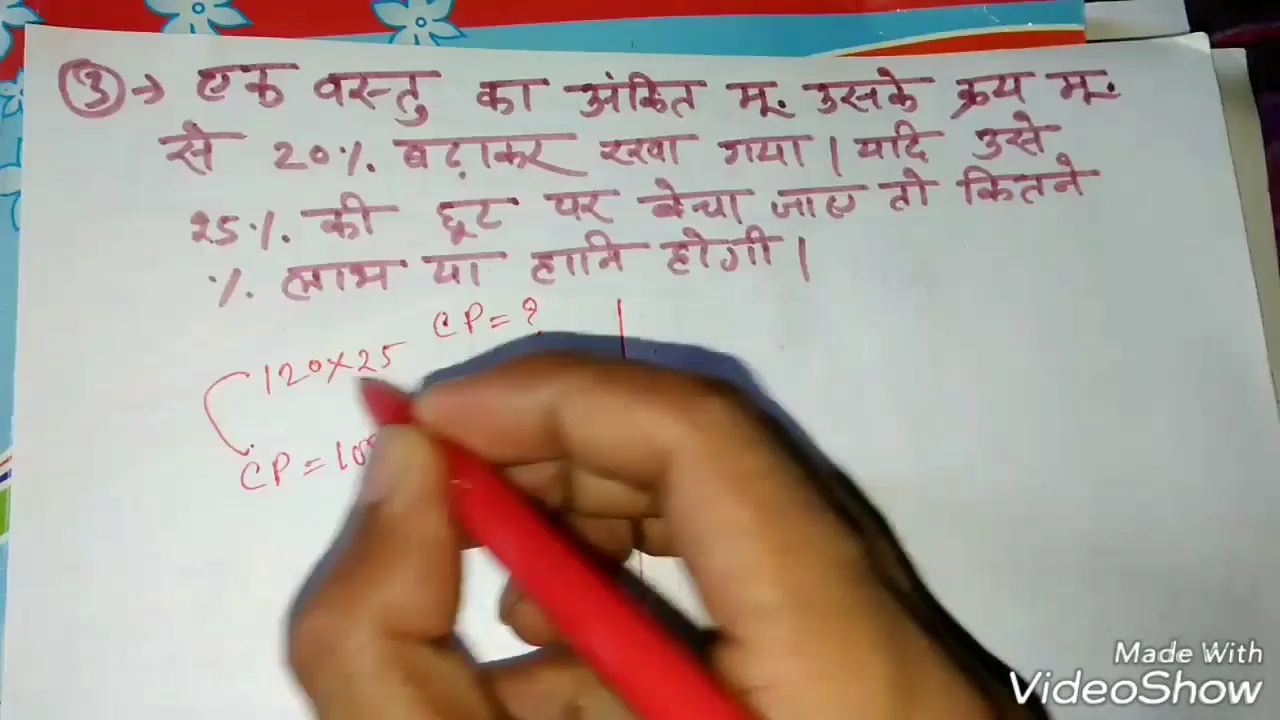 ③→ एक वस्तु का अंकित मू. उसके क्रय मू.
से 20%. बढ़ाकर रखा गया। यदि उसे
25%. की छूट पर बेचा जाए तो कितने
%. लाभ या हानि होगी।
CP = ?
120×25
CP = 100
Made With
VideoShow